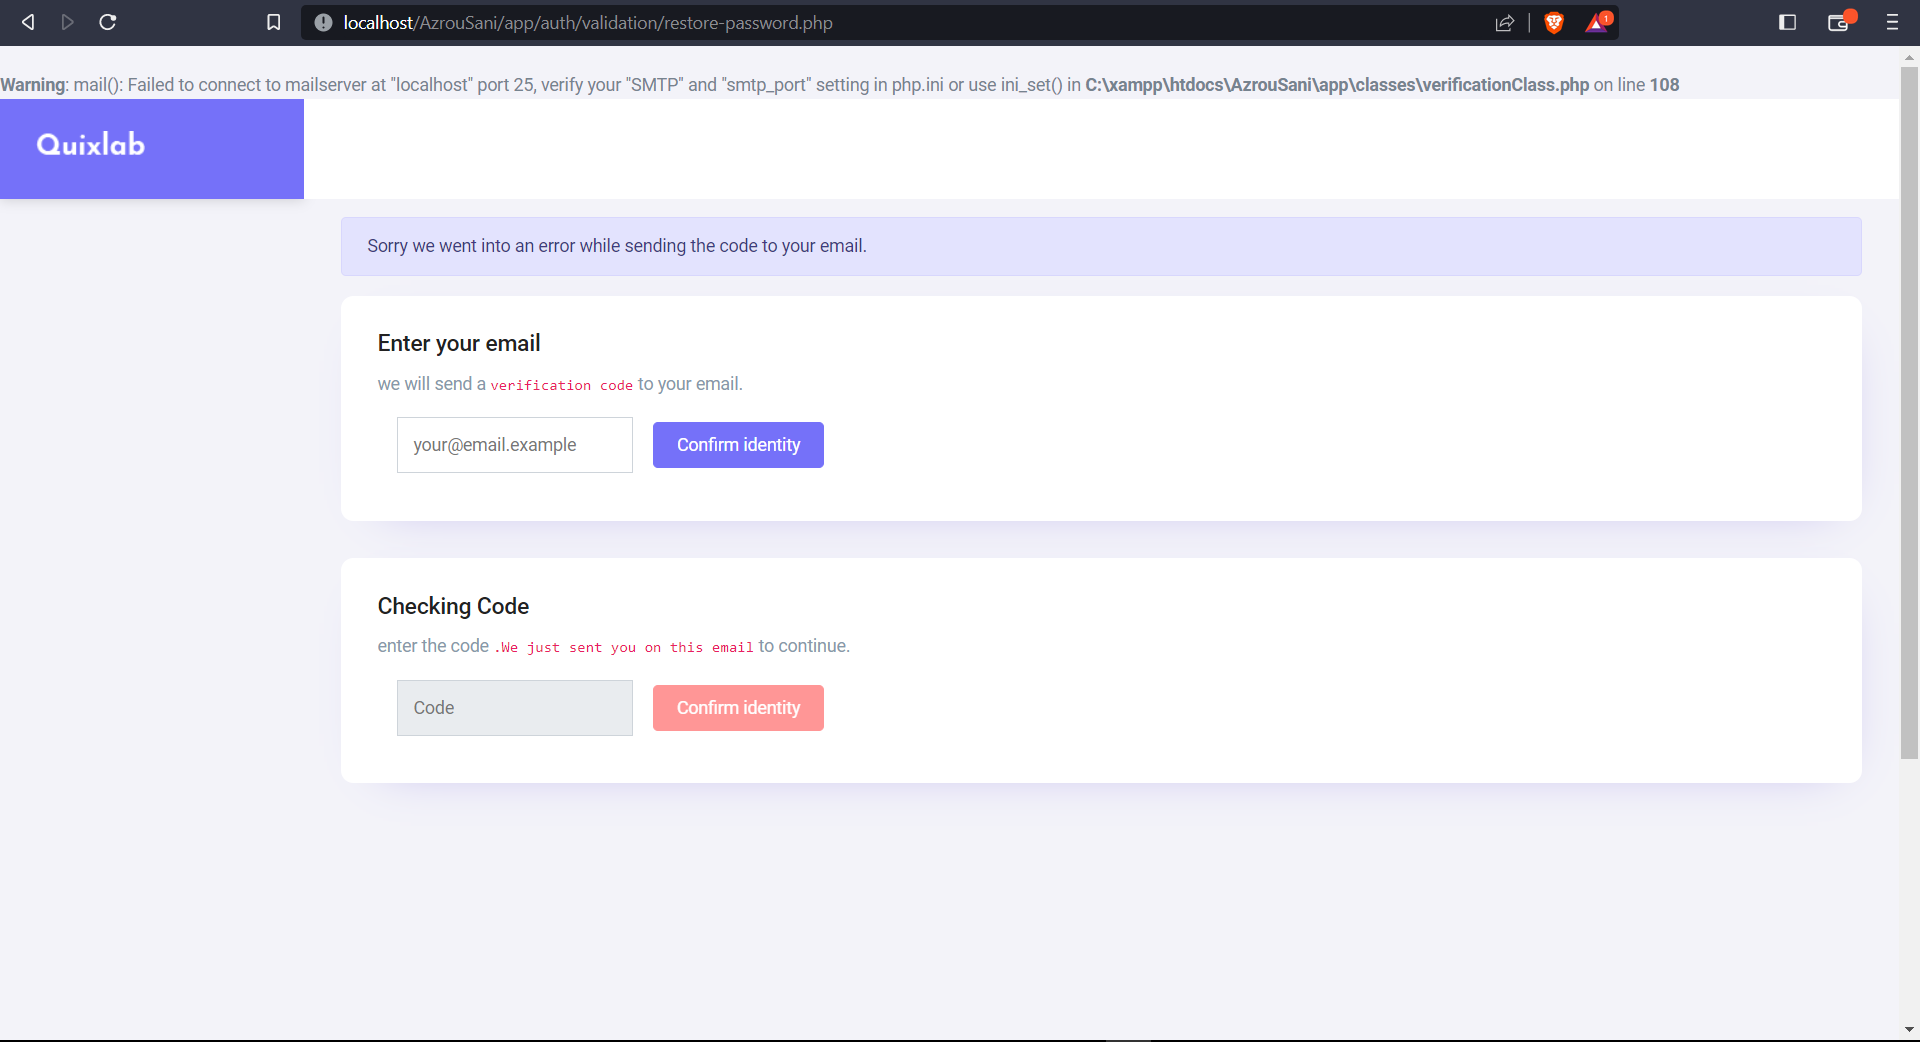 localhost/AzrouSani/app/auth/validation/restore-password.php
1
Warning: mail(): Failed to connect to mailserver at "localhost" port 25, verify your "SMTP" and "smtp_port" setting in php.ini or use ini_set() in C:\xampp\htdocs\AzrouSani\app\classes\verificationClass.php on line 108
Quixlab
Sorry we went into an error while sending the code to your email.
Enter your email
we will send a verification code to your email.
your@email.example Confirm identity
Checking Code
enter the code .We just sent you on this email to continue.
Code Confirm identity